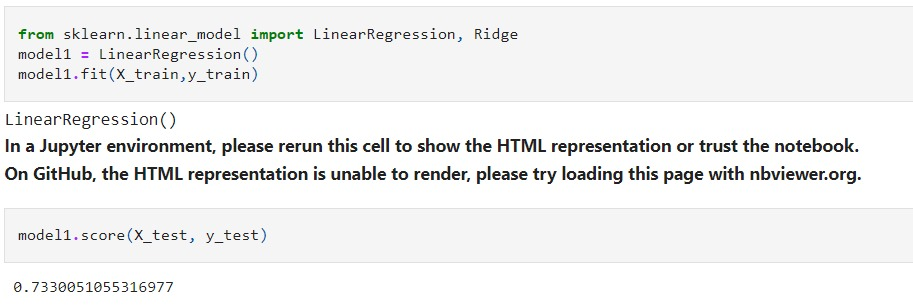 from sklearn.linear_model import LinearRegression, Ridge
model1 = LinearRegression()
model1.fit(X_train,y_train)
LinearRegression()
In a Jupyter environment, please rerun this cell to show the HTML representation or trust the notebook.
On GitHub, the HTML representation is unable to render, please try loading this page with nbviewer.org.
model1.score(X_test, y_test)
0.7330051055316977